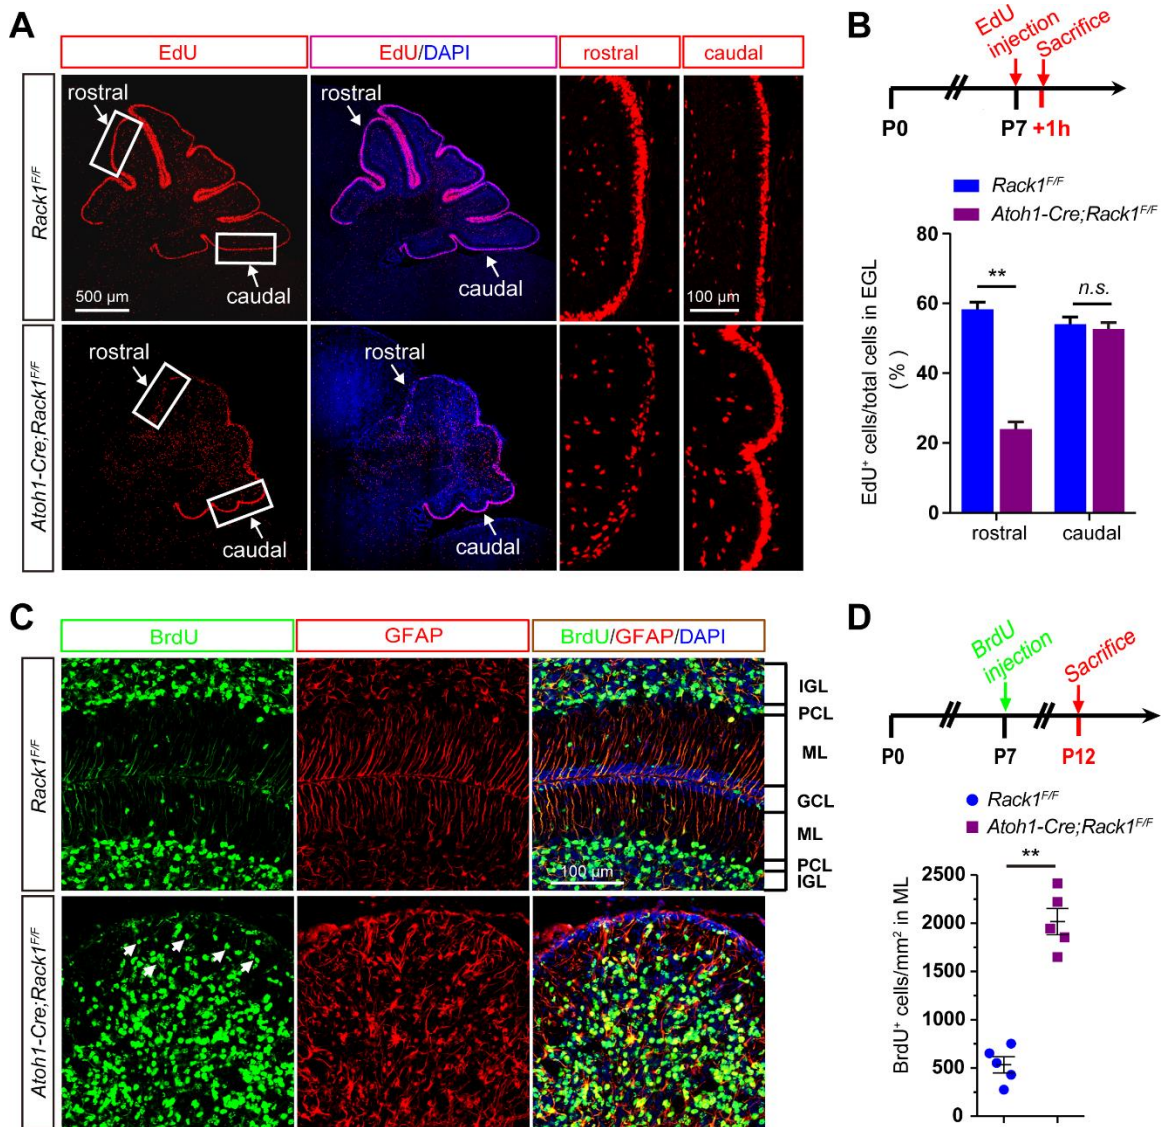 A
EdU
EdU/DAPI
rostral
caudal
Rack1F/F
rostral
caudal
500 µm
rostral
caudal
100 µm
Atoh1-Cre;Rack1F/F
rostral
caudal
rostral
caudal
B
EdU
injection
Sacrifice
P0
P7
+1h
Rack1F/F
Atoh1-Cre;Rack1F/F
EdU+ cells/total cells in EGL
(%)
80
60
40
20
0
**
n.s.
rostral
caudal
C
BrdU
GFAP
BrdU/GFAP/DAPI
Rack1F/F
IGL
PCL
ML
GCL
ML
PCL
IGL
100 µm
Atoh1-Cre;Rack1F/F
D
BrdU
injection
Sacrifice
P0
P7
P12
Rack1F/F
Atoh1-Cre;Rack1F/F
**
BrdU+ cells/mm2 in ML
2500
2000
1500
1000
500
0